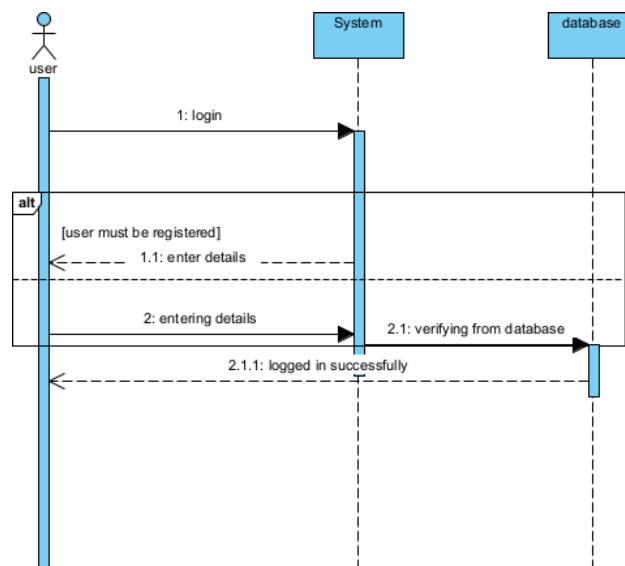 System
database
user
1: login
alt
[user must be registered]
1.1: enter details
2: entering details
2.1: verifying from database
2.1.1: logged in successfully